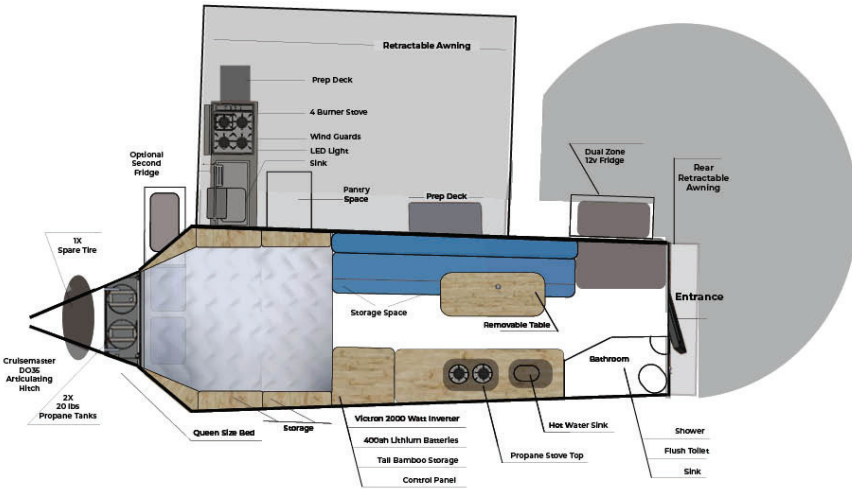 Retractable Awning
Prep Deck
4 Burner Stove
Wind Guards
LED Light
Sink
Optional
Second
Fridge
Pantry
Space
Prep Deck
Dual Zone
12v Fridge
Rear
Retractable
Awning
1X
Spare Tire
Storage Space
Removable Table
Entrance
Cruisemaster
DO35
Articulating
Hitch
2X
20 lbs
Propane Tanks
Queen Size Bed
Storage
Victron 2000 Watt Inverter
400ah Lithium Batteries
Tall Bamboo Storage
Control Panel
Propane Stove Top
Hot Water Sink
Bathroom
Shower
Flush Toilet
Sink